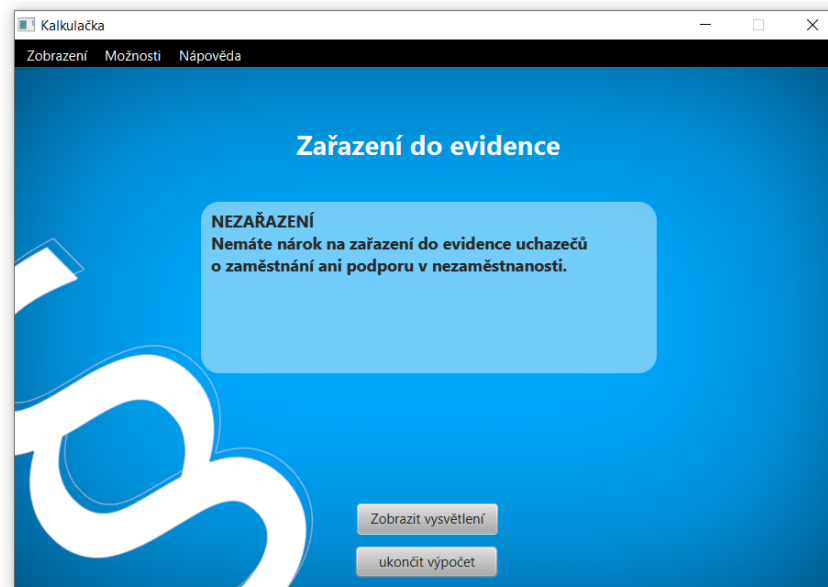 Kalkulačka
Zobrazení Možnosti Nápověda
Zařazení do evidence
NEZAŘAZENÍ
Nemáte nárok na zařazení do evidence uchazečů
o zaměstnání ani podporu v nezaměstnanosti.
Zobrazit vysvětlení
ukončit výpočet